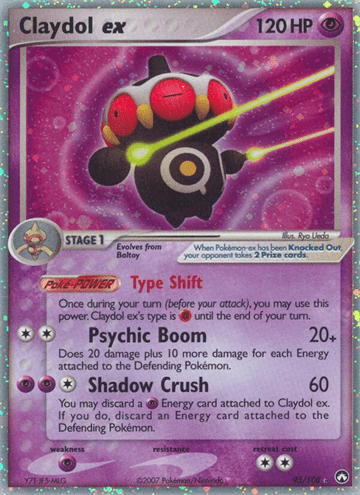 Claydol ex 120 HP
Illus. Ryo Ueda
STAGE 1
Evolves from
Baltoy
When Pokémon-ex has been Knocked Out,
your opponent takes 2 Prize cards.
Poké-POWER Type Shift
Once during your turn (before your attack), you may use this
power. Claydol ex's type is until the end of your turn.
Psychic Boom 20+
Does 20 damage plus 10 more damage for each Energy
attached to the Defending Pokémon.
Shadow Crush 60
You may discard a Energy card attached to Claydol ex.
If you do, discard an Energy card attached to the
Defending Pokémon.
weakness resistance retreat cost
©2007 Pokémon/Nintendo